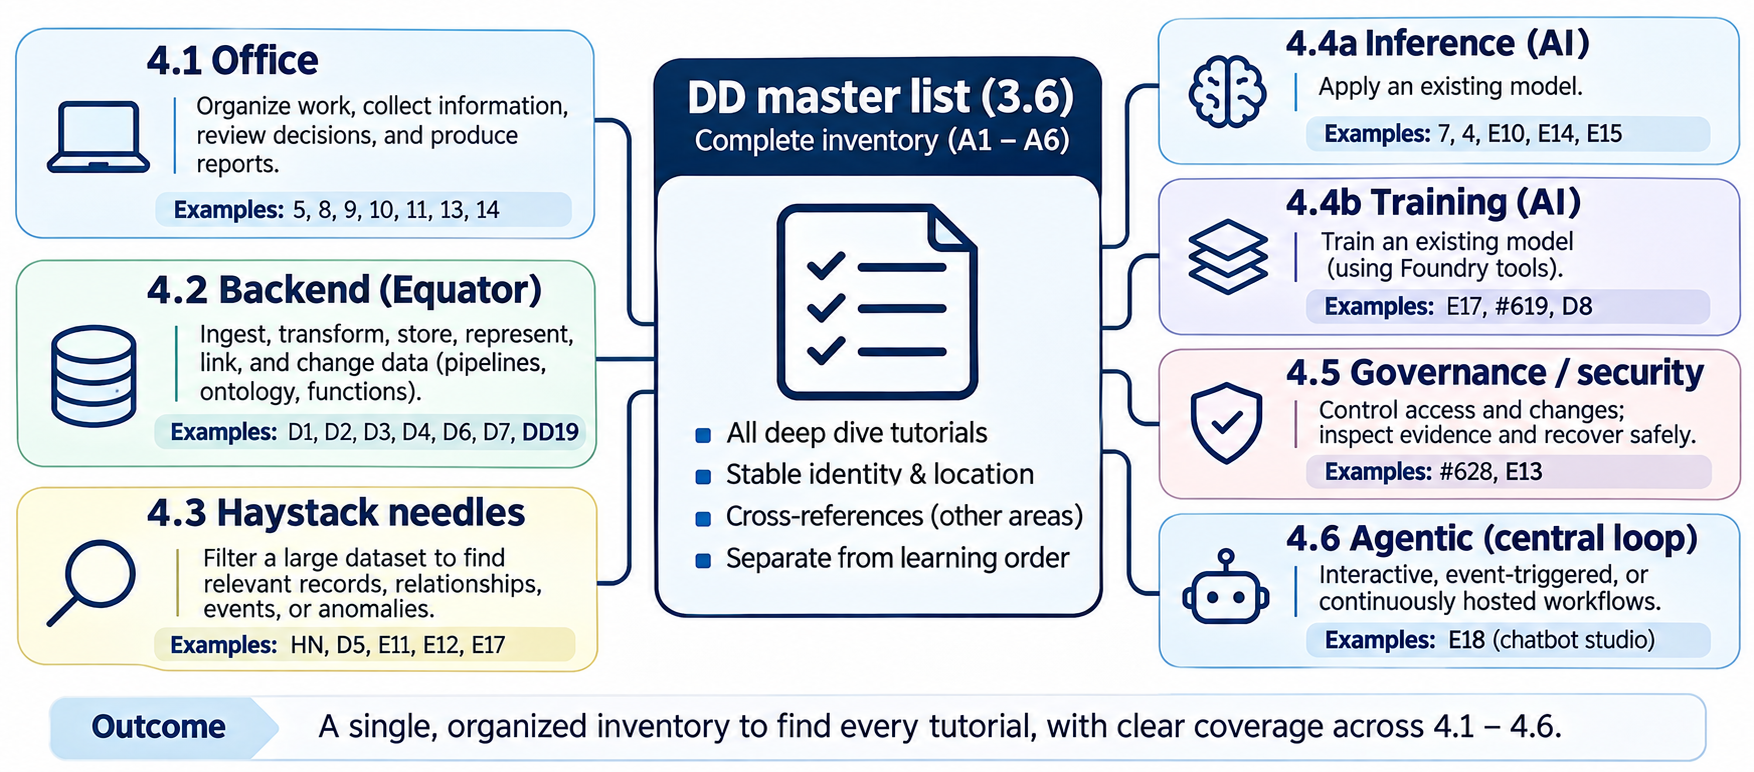 4.1 Office
Organize work, collect information,
review decisions, and produce
reports.
Examples: 5, 8, 9, 10, 11, 13, 14
4.2 Backend (Equator)
Ingest, transform, store, represent,
link, and change data (pipelines,
ontology, functions).
Examples: D1, D2, D3, D4, D6, D7, DD19
4.3 Haystack needles
Filter a large dataset to find
relevant records, relationships,
events, or anomalies.
Examples: HN, D5, E11, E12, E17
DD master list (3.6)
Complete inventory (A1 – A6)
All deep dive tutorials
Stable identity & location
Cross-references (other areas)
Separate from learning order
4.4a Inference (AI)
Apply an existing model.
Examples: 7, 4, E10, E14, E15
4.4b Training (AI)
Train an existing model
(using Foundry tools).
Examples: E17, #619, D8
4.5 Governance / security
Control access and changes;
inspect evidence and recover safely.
Examples: #628, E13
4.6 Agentic (central loop)
Interactive, event-triggered, or
continuously hosted workflows.
Examples: E18 (chatbot studio)
Outcome
A single, organized inventory to find every tutorial, with clear coverage across 4.1 – 4.6.